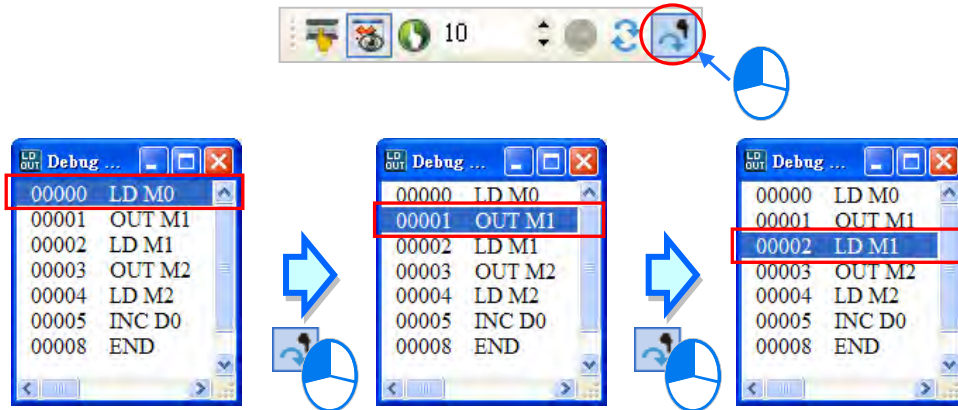 10
LD OUT Debug ...
00000 LD M0
00001 OUT M1
00002 LD M1
00003 OUT M2
00004 LD M2
00005 INC D0
00008 END
LD OUT Debug ...
00000 LD M0
00001 OUT M1
00002 LD M1
00003 OUT M2
00004 LD M2
00005 INC D0
00008 END
LD OUT Debug ...
00000 LD M0
00001 OUT M1
00002 LD M1
00003 OUT M2
00004 LD M2
00005 INC D0
00008 END